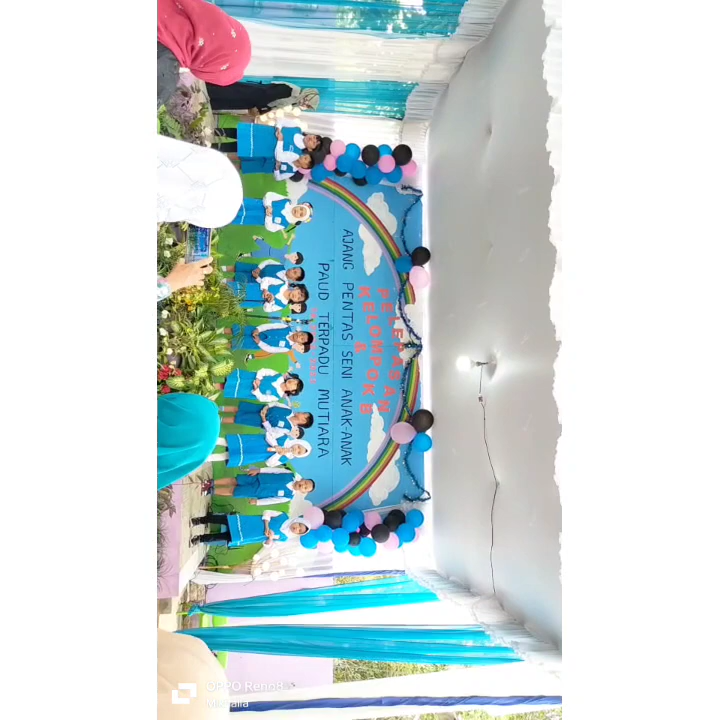 PELEPASAN
KELOMPOK B
&
AJANG PENTAS SENI ANAK-ANAK
PAUD TERPADU MUTIARA
OPPO Reno8